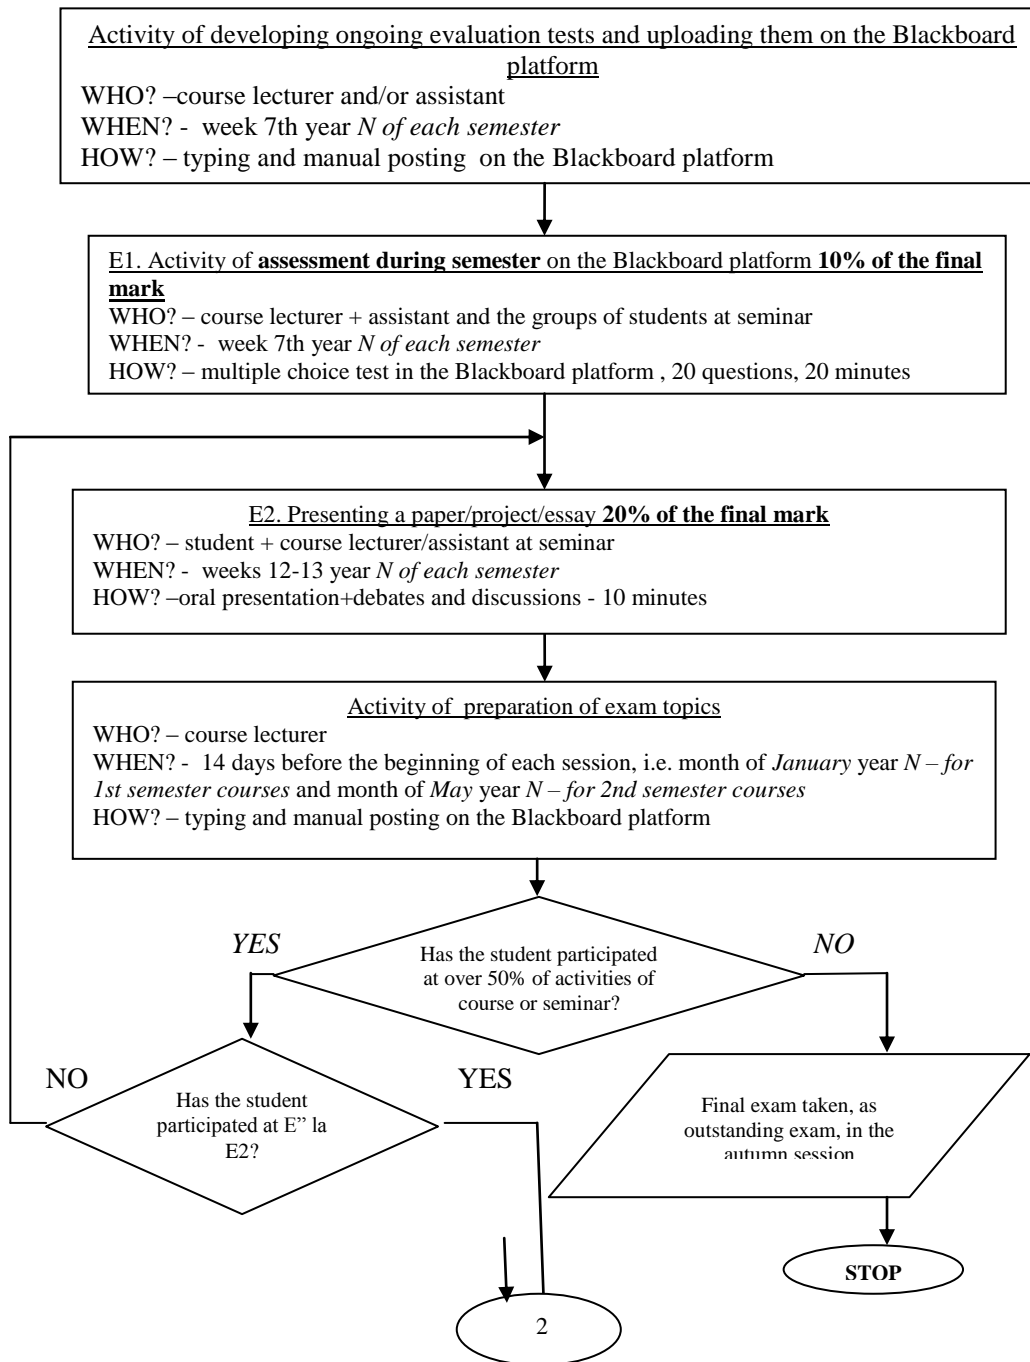 Activity of developing ongoing evaluation tests and uploading them on the Blackboard
platform
WHO? –course lecturer and/or assistant
WHEN? - week 7th year N of each semester
HOW? – typing and manual posting on the Blackboard platform
E1. Activity of assessment during semester on the Blackboard platform 10% of the final
mark
WHO? – course lecturer + assistant and the groups of students at seminar
WHEN? - week 7th year N of each semester
HOW? – multiple choice test in the Blackboard platform , 20 questions, 20 minutes
E2. Presenting a paper/project/essay 20% of the final mark
WHO? – student + course lecturer/assistant at seminar
WHEN? - weeks 12-13 year N of each semester
HOW? –oral presentation+debates and discussions - 10 minutes
Activity of preparation of exam topics
WHO? – course lecturer
WHEN? - 14 days before the beginning of each session, i.e. month of January year N – for
1st semester courses and month of May year N – for 2nd semester courses
HOW? – typing and manual posting on the Blackboard platform
YES
NO
Has the student participated
at over 50% of activities of
course or seminar?
NO
YES
Has the student
participated at E” la
E2?
Final exam taken, as
outstanding exam, in the
autumn session
STOP
2